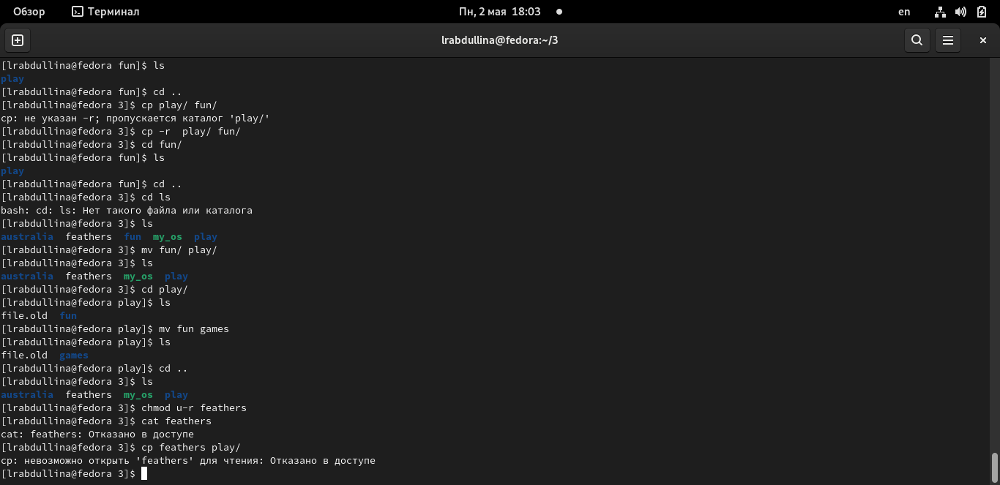 Обзор Терминал Пн, 2 мая 18:03 en
lrabdullina@fedora:~/3
[lrabdullina@fedora fun]$ ls
play
[lrabdullina@fedora fun]$ cd ..
[lrabdullina@fedora 3]$ cp play/ fun/
cp: не указан -r; пропускается каталог 'play/'
[lrabdullina@fedora 3]$ cp -r  play/ fun/
[lrabdullina@fedora 3]$ cd fun/
[lrabdullina@fedora fun]$ ls
play
[lrabdullina@fedora fun]$ cd ..
[lrabdullina@fedora 3]$ cd ls
bash: cd: ls: Нет такого файла или каталога
[lrabdullina@fedora 3]$ ls
australia  feathers  fun  my_os  play
[lrabdullina@fedora 3]$ mv fun/ play/
[lrabdullina@fedora 3]$ ls
australia  feathers  my_os  play
[lrabdullina@fedora 3]$ cd play/
[lrabdullina@fedora play]$ ls
file.old  fun
[lrabdullina@fedora play]$ mv fun games
[lrabdullina@fedora play]$ ls
file.old  games
[lrabdullina@fedora play]$ cd ..
[lrabdullina@fedora 3]$ ls
australia  feathers  my_os  play
[lrabdullina@fedora 3]$ chmod u-r feathers
[lrabdullina@fedora 3]$ cat feathers
cat: feathers: Отказано в доступе
[lrabdullina@fedora 3]$ cp feathers play/
cp: невозможно открыть 'feathers' для чтения: Отказано в доступе
[lrabdullina@fedora 3]$